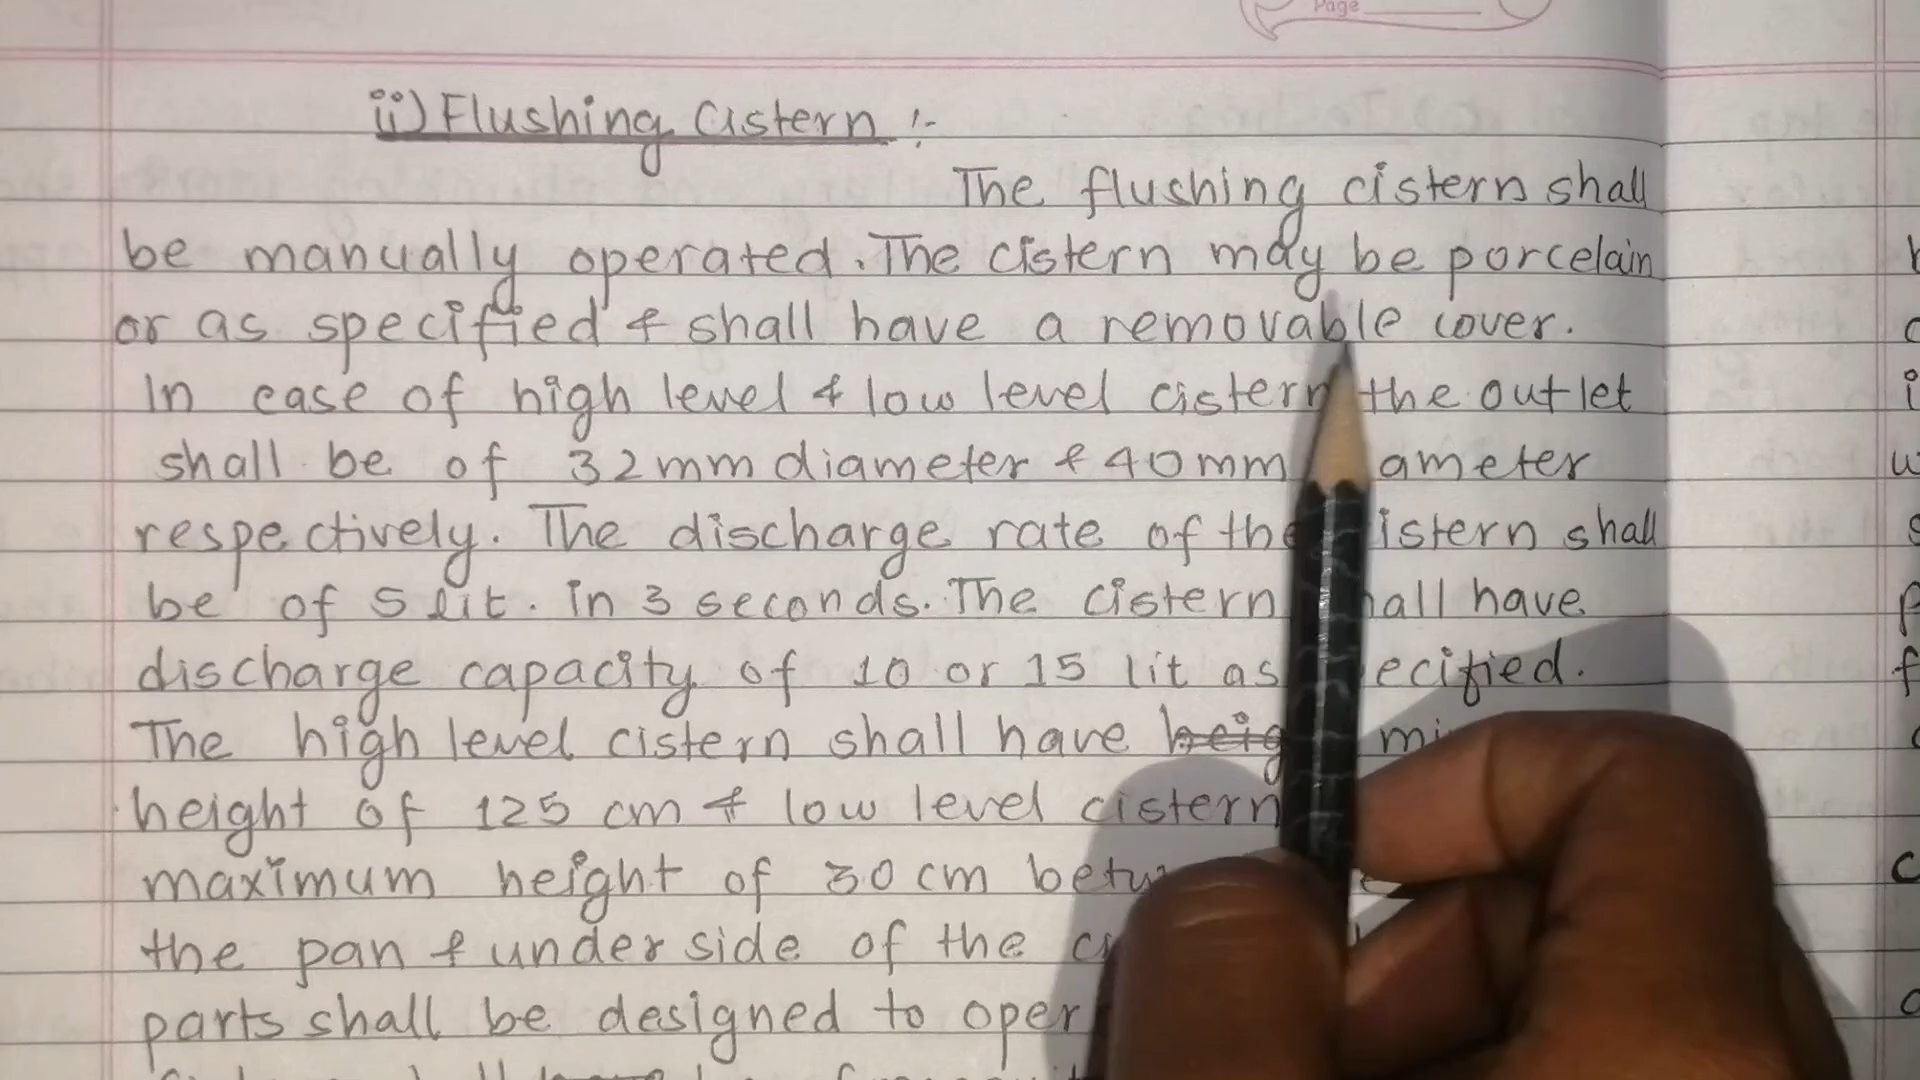 Page
ii) Flushing Cistern :-
The flushing cistern shall
be manually operated. The cistern may be porcelain
or as specified & shall have a removable cover.
In case of high level & low level cistern the outlet
shall be of 32mm diameter & 40mm ameter
respectively. The discharge rate of the istern shall
be of 5 lit. in 3 seconds. The cistern hall have
discharge capacity of 10 or 15 lit as ecified.
The high level cistern shall have heig mi
height of 125 cm & low level cistern
maximum height of 30 cm betw
the pan & under side of the ci
parts shall be designed to oper